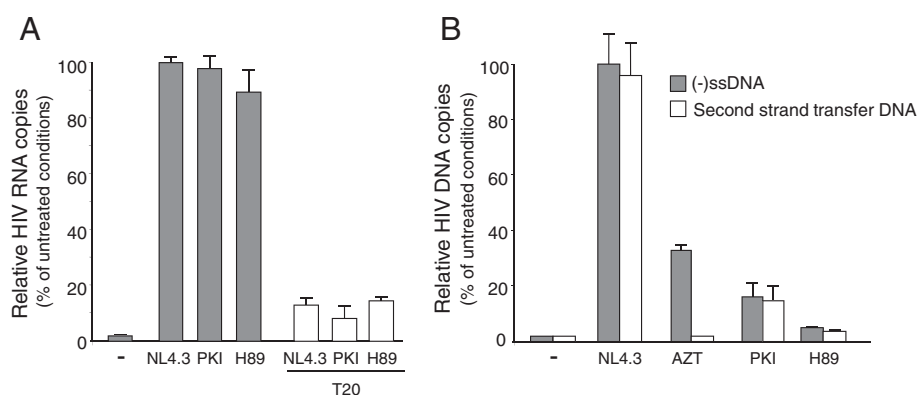 A
Relative HIV RNA copies
(% of untreated conditions)
100
80
60
40
20
0
-
NL4.3 PKI H89
NL4.3 PKI H89
T20
B
Relative HIV DNA copies
(% of untreated conditions)
100
80
60
40
20
0
(-)ssDNA
Second strand transfer DNA
-
NL4.3
AZT
PKI
H89